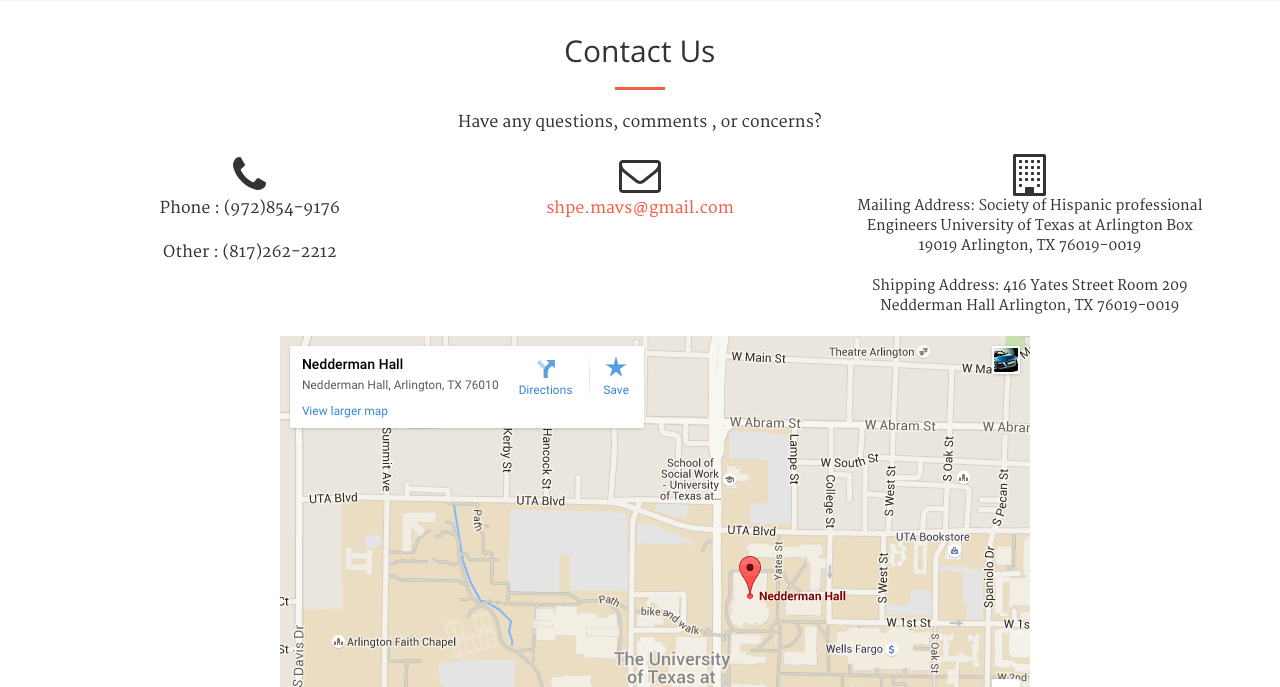 Contact Us
Have any questions, comments , or concerns?
Phone : (972)854-9176
Other : (817)262-2212
shpe.mavs@gmail.com
Mailing Address: Society of Hispanic professional
Engineers University of Texas at Arlington Box
19019 Arlington, TX 76019-0019
Shipping Address: 416 Yates Street Room 209
Nedderman Hall Arlington, TX 76019-0019
Nedderman Hall
Nedderman Hall, Arlington, TX 76010
View larger map
Directions
Save
W Main St
Theatre Arlington
W Ma
W Abram St
W Abram St
W Abran
Summit Ave
Kerby St
Hancock St
School of
Social Work
- University
of Texas at...
Lampe St
W South St
College St
S West St
S Oak St
S Pecan St
UTA Blvd
UTA Blvd
UTA Blvd
Path
Yates St
UTA Bookstore
S West St
Spaniolo Dr
Nedderman Hall
Ct
Path
bike and walk
W 1st St
W 1s
St
S Davis Dr
Arlington Faith Chapel
Wells Fargo
$
S Oak St
The University
of Texas at
W 2nd